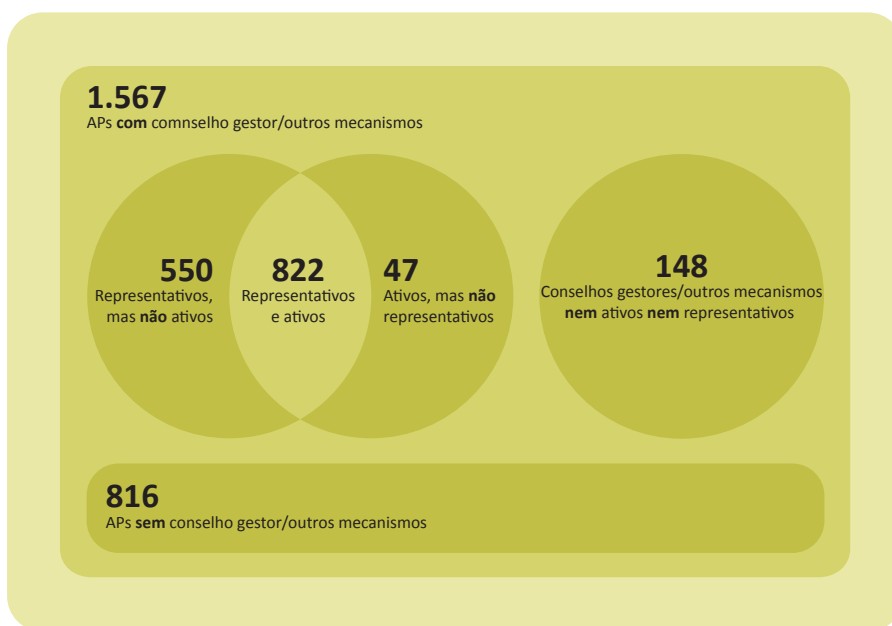 1.567
APs com comnselho gestor/outros mecanismos
550
Representativos,
mas não ativos
822
Representativos
e ativos
47
Ativos, mas não
representativos
148
Conselhos gestores/outros mecanismos
nem ativos nem representativos
816
APs sem conselho gestor/outros mecanismos